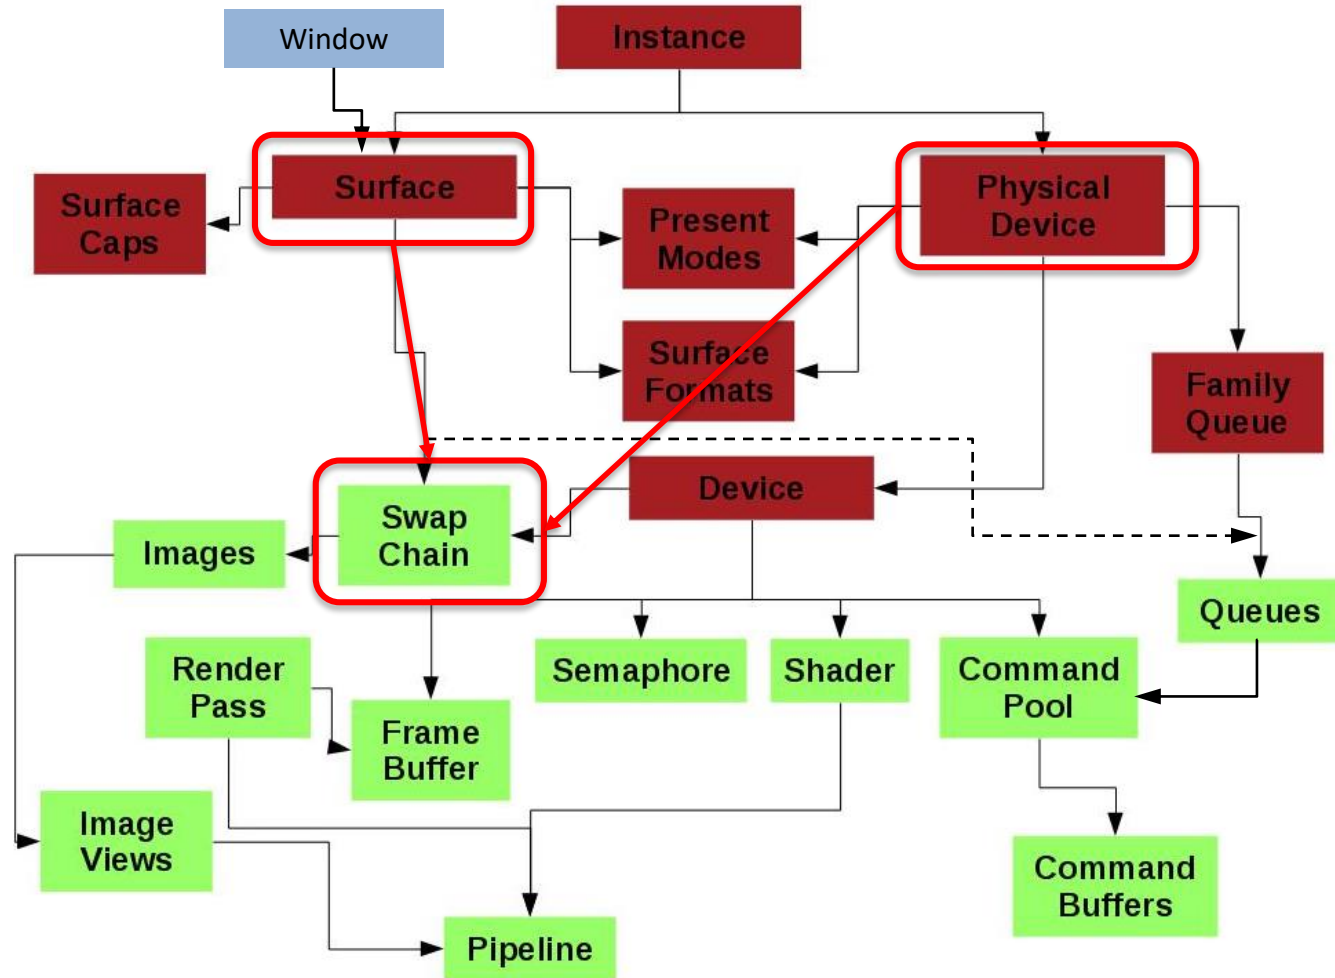 Window
Instance
Surface
Physical
Device
Surface
Caps
Present
Modes
Surface
Formats
Family
Queue
Device
Swap
Chain
Images
Queues
Semaphore
Shader
Command
Pool
Render
Pass
Frame
Buffer
Image
Views
Command
Buffers
Pipeline